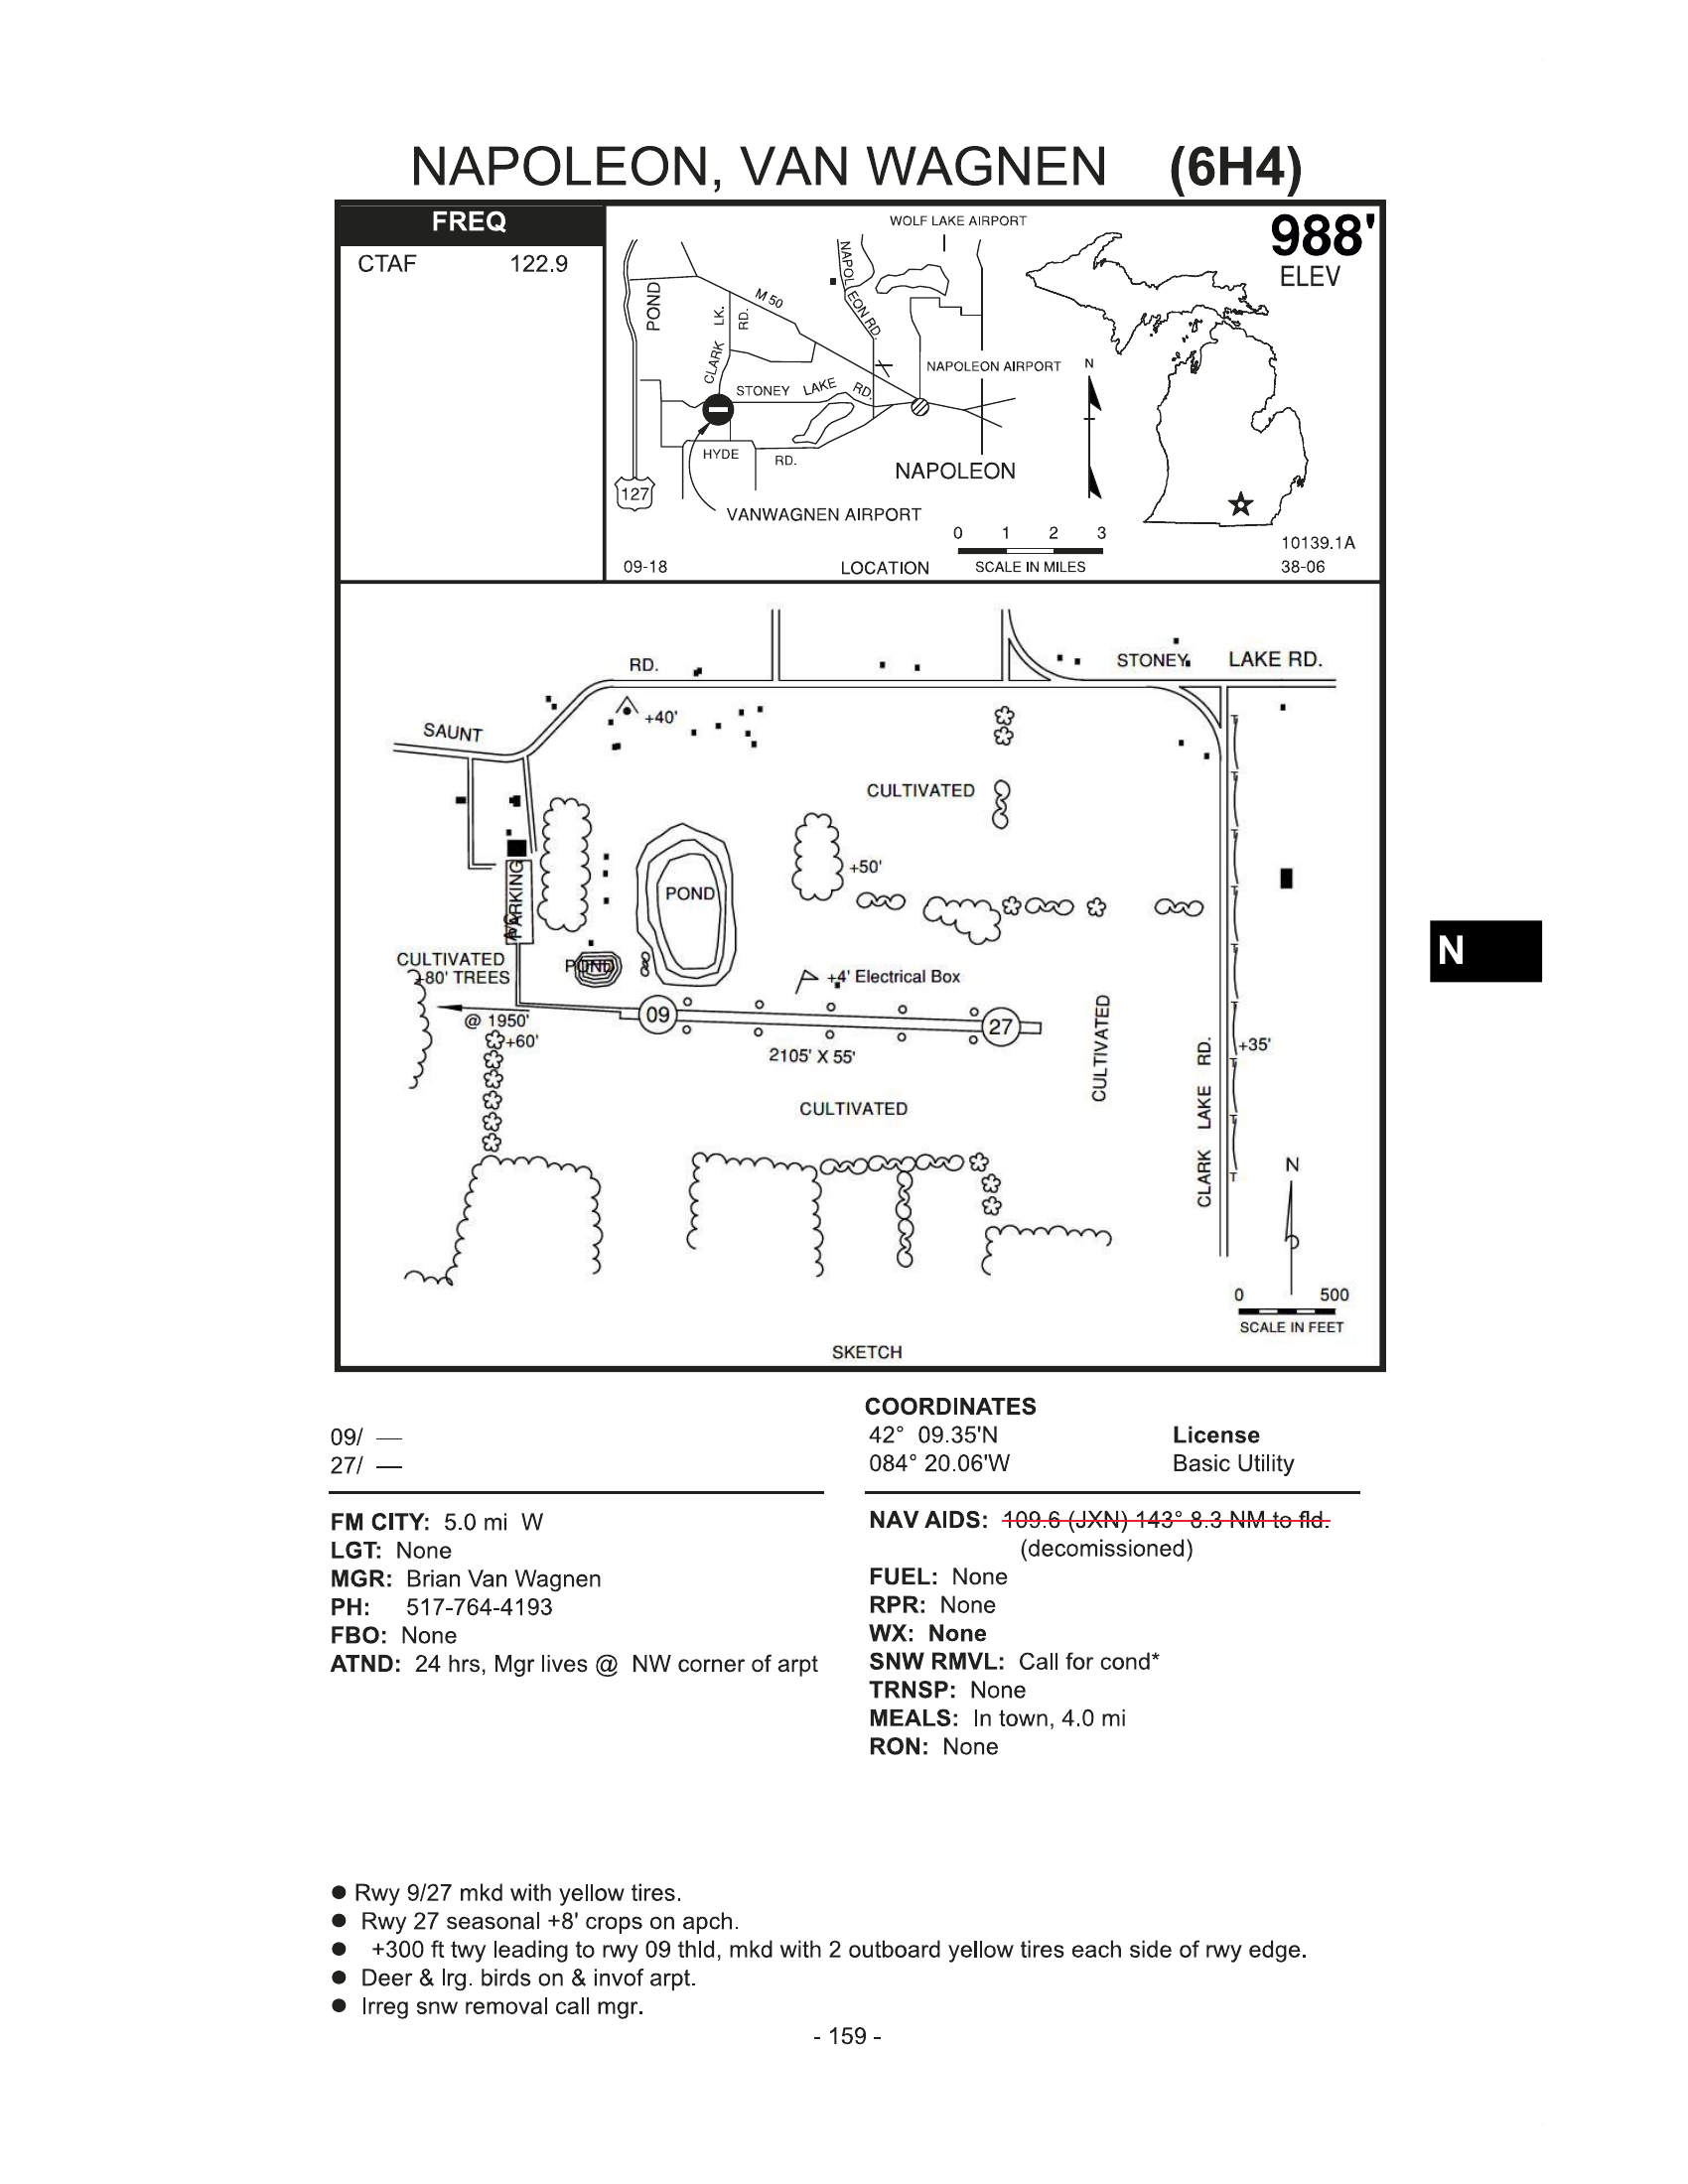 NAPOLEON, VAN WAGNEN (6H4)
FREQ
CTAF 122.9
WOLF LAKE AIRPORT
988'
ELEV
POND
NAPOLEON RD.
M 50
CLARK LK. RD.
NAPOLEON AIRPORT
N
STONEY LAKE RD.
HYDE RD.
NAPOLEON
127
VANWAGNEN AIRPORT
0 1 2 3
10139.1A
09-18 LOCATION SCALE IN MILES 38-06
RD. STONEY LAKE RD.
+40'
SAUNT
CULTIVATED
+50'
POND
A/C PARKING
N
CULTIVATED
+80' TREES
POND
+4' Electrical Box
@ 1950'
09
27
+60'
2105' X 55'
CULTIVATED
CLARK LAKE RD.
+35'
CULTIVATED
N
0 500
SCALE IN FEET
SKETCH
09/ —
27/ —
COORDINATES
42° 09.35'N License
084° 20.06'W Basic Utility
FM CITY: 5.0 mi W
LGT: None
MGR: Brian Van Wagnen
PH: 517-764-4193
FBO: None
ATND: 24 hrs, Mgr lives @ NW corner of arpt
NAV AIDS: 109.6 (JXN) 143° 8.3 NM to fld.
(decomissioned)
FUEL: None
RPR: None
WX: None
SNW RMVL: Call for cond*
TRNSP: None
MEALS: In town, 4.0 mi
RON: None
● Rwy 9/27 mkd with yellow tires.
● Rwy 27 seasonal +8' crops on apch.
● +300 ft twy leading to rwy 09 thld, mkd with 2 outboard yellow tires each side of rwy edge.
● Deer & lrg. birds on & invof arpt.
● Irreg snw removal call mgr.
- 159 -